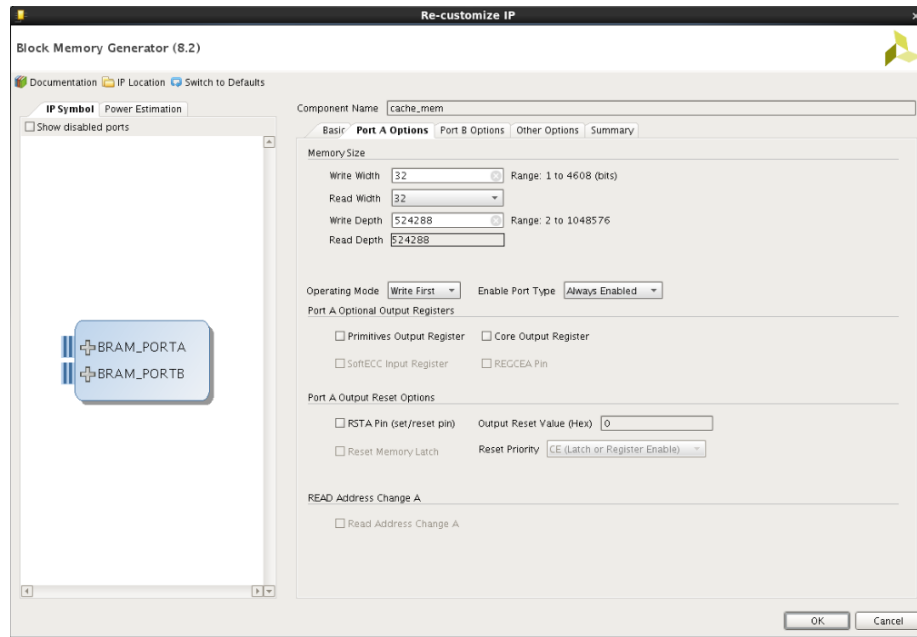 Re-customize IP
Block Memory Generator (8.2)
Documentation IP Location Switch to Defaults
IP Symbol Power Estimation
Show disabled ports
BRAM_PORTA
BRAM_PORTB
Component Name cache_mem
Basic Port A Options Port B Options Other Options Summary
Memory Size
Write Width 32 Range: 1 to 4608 (bits)
Read Width 32
Write Depth 524288 Range: 2 to 1048576
Read Depth 524288
Operating Mode Write First Enable Port Type Always Enabled
Port A Optional Output Registers
Primitives Output Register Core Output Register
SoftECC Input Register REGCEA Pin
Port A Output Reset Options
RSTA Pin (set/reset pin) Output Reset Value (Hex) 0
Reset Memory Latch Reset Priority CE (Latch or Register Enable)
READ Address Change A
Read Address Change A
OK Cancel